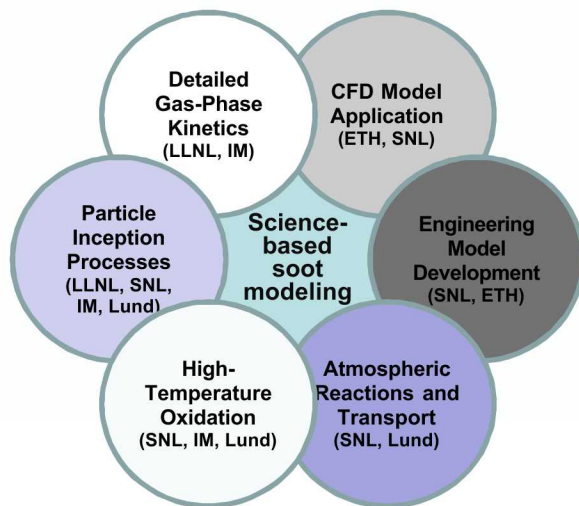 Detailed
Gas-Phase
Kinetics
(LLNL, IM)
CFD Model
Application
(ETH, SNL)
Particle
Inception
Processes
(LLNL, SNL,
IM, Lund)
Science-
based
soot
modeling
Engineering
Model
Development
(SNL, ETH)
High-
Temperature
Oxidation
(SNL, IM, Lund)
Atmospheric
Reactions and
Transport
(SNL, Lund)